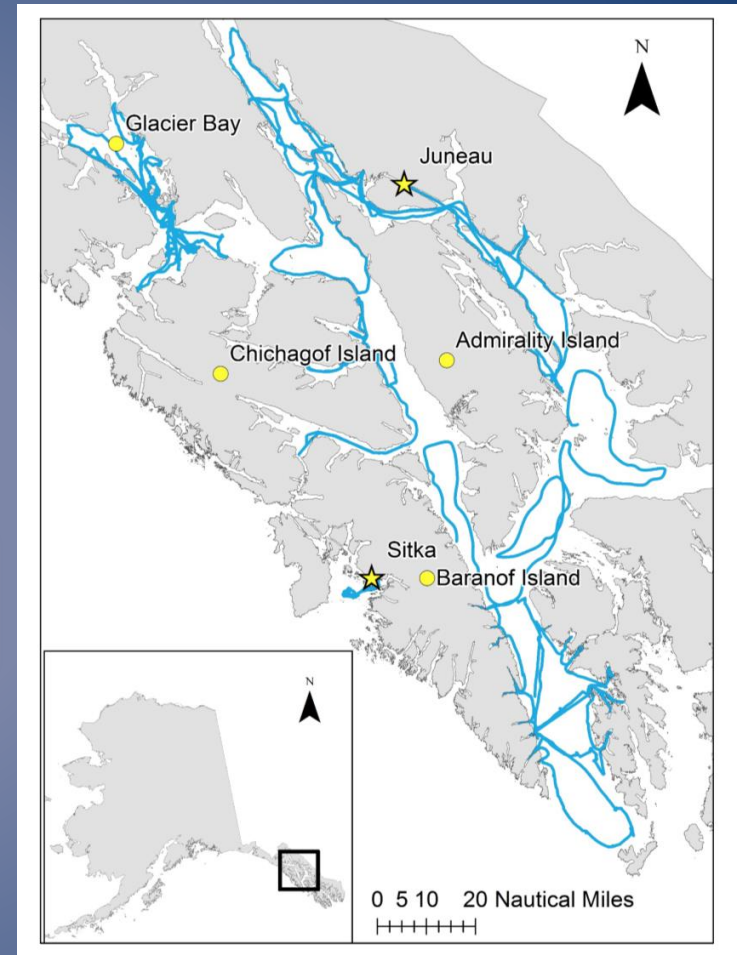 N
Glacier Bay
Juneau
Chichagof Island
Admirality Island
Sitka
Baranof Island
N
0 5 10 20 Nautical Miles